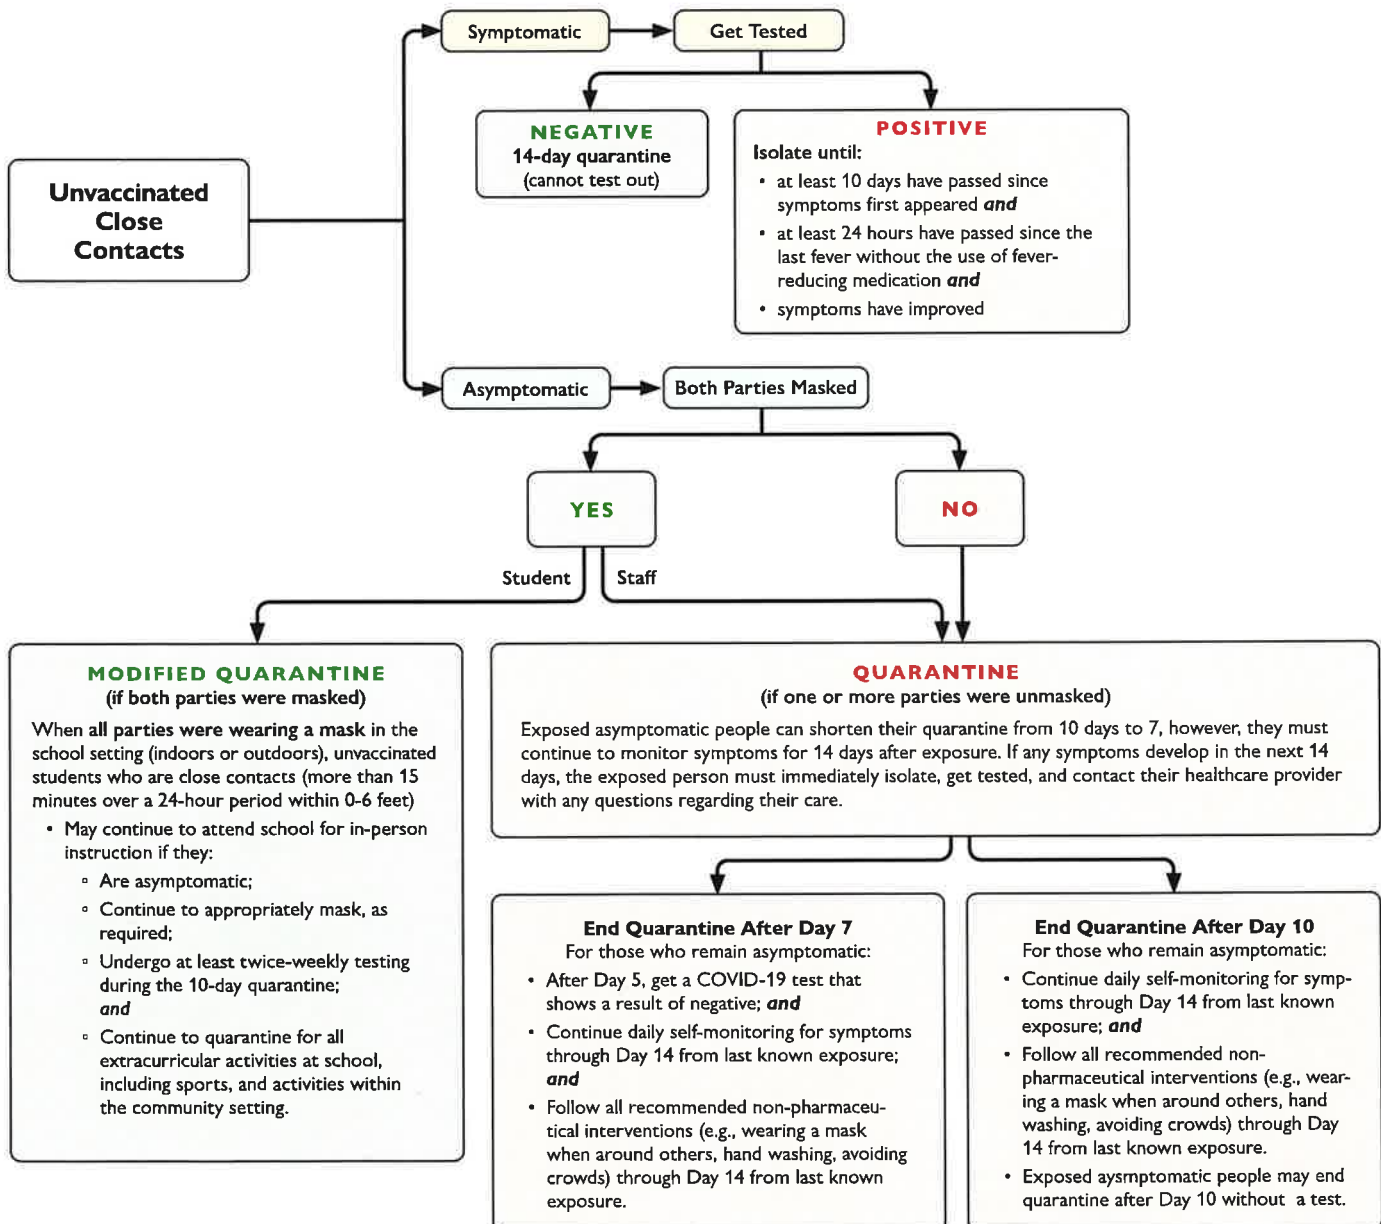 Symptomatic
Get Tested
NEGATIVE
14-day quarantine
(cannot test out)
POSITIVE
Isolate until:
• at least 10 days have passed since
symptoms first appeared and
• at least 24 hours have passed since the
last fever without the use of fever-
reducing medication and
• symptoms have improved
Unvaccinated
Close
Contacts
Asymptomatic
Both Parties Masked
YES
NO
Student
Staff
MODIFIED QUARANTINE
(if both parties were masked)
When all parties were wearing a mask in the
school setting (indoors or outdoors), unvaccinated
students who are close contacts (more than 15
minutes over a 24-hour period within 0-6 feet)
• May continue to attend school for in-person
instruction if they:
▫ Are asymptomatic;
▫ Continue to appropriately mask, as
required;
▫ Undergo at least twice-weekly testing
during the 10-day quarantine;
and
▫ Continue to quarantine for all
extracurricular activities at school,
including sports, and activities within
the community setting.
QUARANTINE
(if one or more parties were unmasked)
Exposed asymptomatic people can shorten their quarantine from 10 days to 7, however, they must
continue to monitor symptoms for 14 days after exposure. If any symptoms develop in the next 14
days, the exposed person must immediately isolate, get tested, and contact their healthcare provider
with any questions regarding their care.
End Quarantine After Day 7
For those who remain asymptomatic:
• After Day 5, get a COVID-19 test that
shows a result of negative; and
• Continue daily self-monitoring for symptoms
through Day 14 from last known exposure;
and
• Follow all recommended non-pharmaceu-
tical interventions (e.g., wearing a mask
when around others, hand washing, avoiding
crowds) through Day 14 from last known
exposure.
End Quarantine After Day 10
For those who remain asymptomatic:
• Continue daily self-monitoring for symp-
toms through Day 14 from last known
exposure; and
• Follow all recommended non-
pharmaceutical interventions (e.g., wear-
ing a mask when around others, hand
washing, avoiding crowds) through Day
14 from last known exposure.
• Exposed aysmptomatic people may end
quarantine after Day 10 without a test.